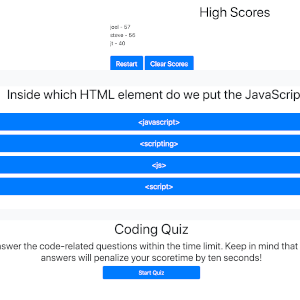 High Scores
joel - 57
steve - 56
jt - 40
Restart Clear Scores
Inside which HTML element do we put the JavaScrip
<javascript>
<scripting>
<js>
<script>
Coding Quiz
nswer the code-related questions within the time limit. Keep in mind that
answers will penalize your scoretime by ten seconds!
Start Quiz